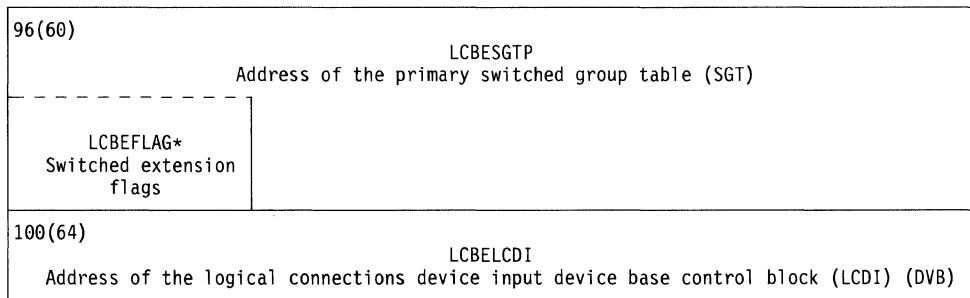 96(60)
LCBESGTP
Address of the primary switched group table (SGT)
LCBEFLAG*
Switched extension
flags
100(64)
LCBELCDI
Address of the logical connections device input device base control block (LCDI) (DVB)